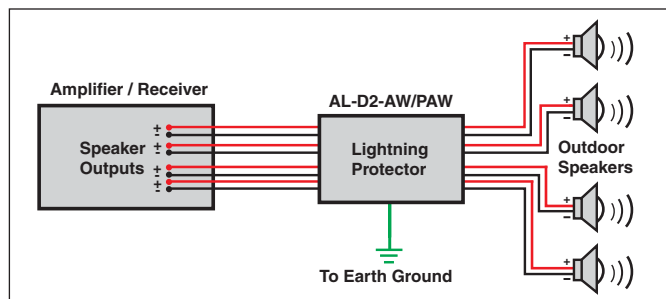 Amplifier / Receiver
AL-D2-AW/PAW
Speaker
Outputs
+
-
+
-
+
-
+
-
Lightning
Protector
Outdoor
Speakers
+
−
+
−
+
−
+
−
To Earth Ground